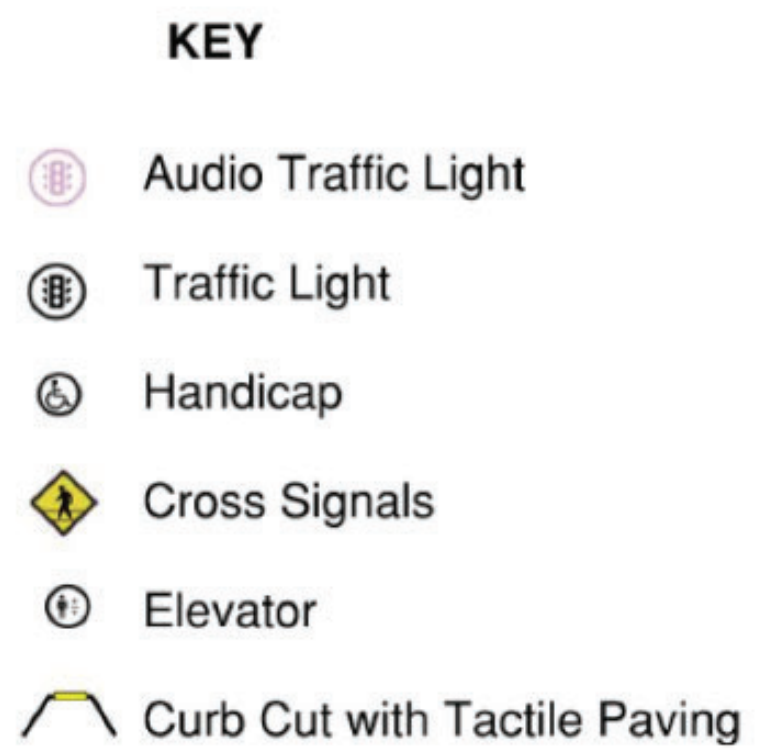 KEY
Audio Traffic Light
Traffic Light
Handicap
Cross Signals
Elevator
Curb Cut with Tactile Paving